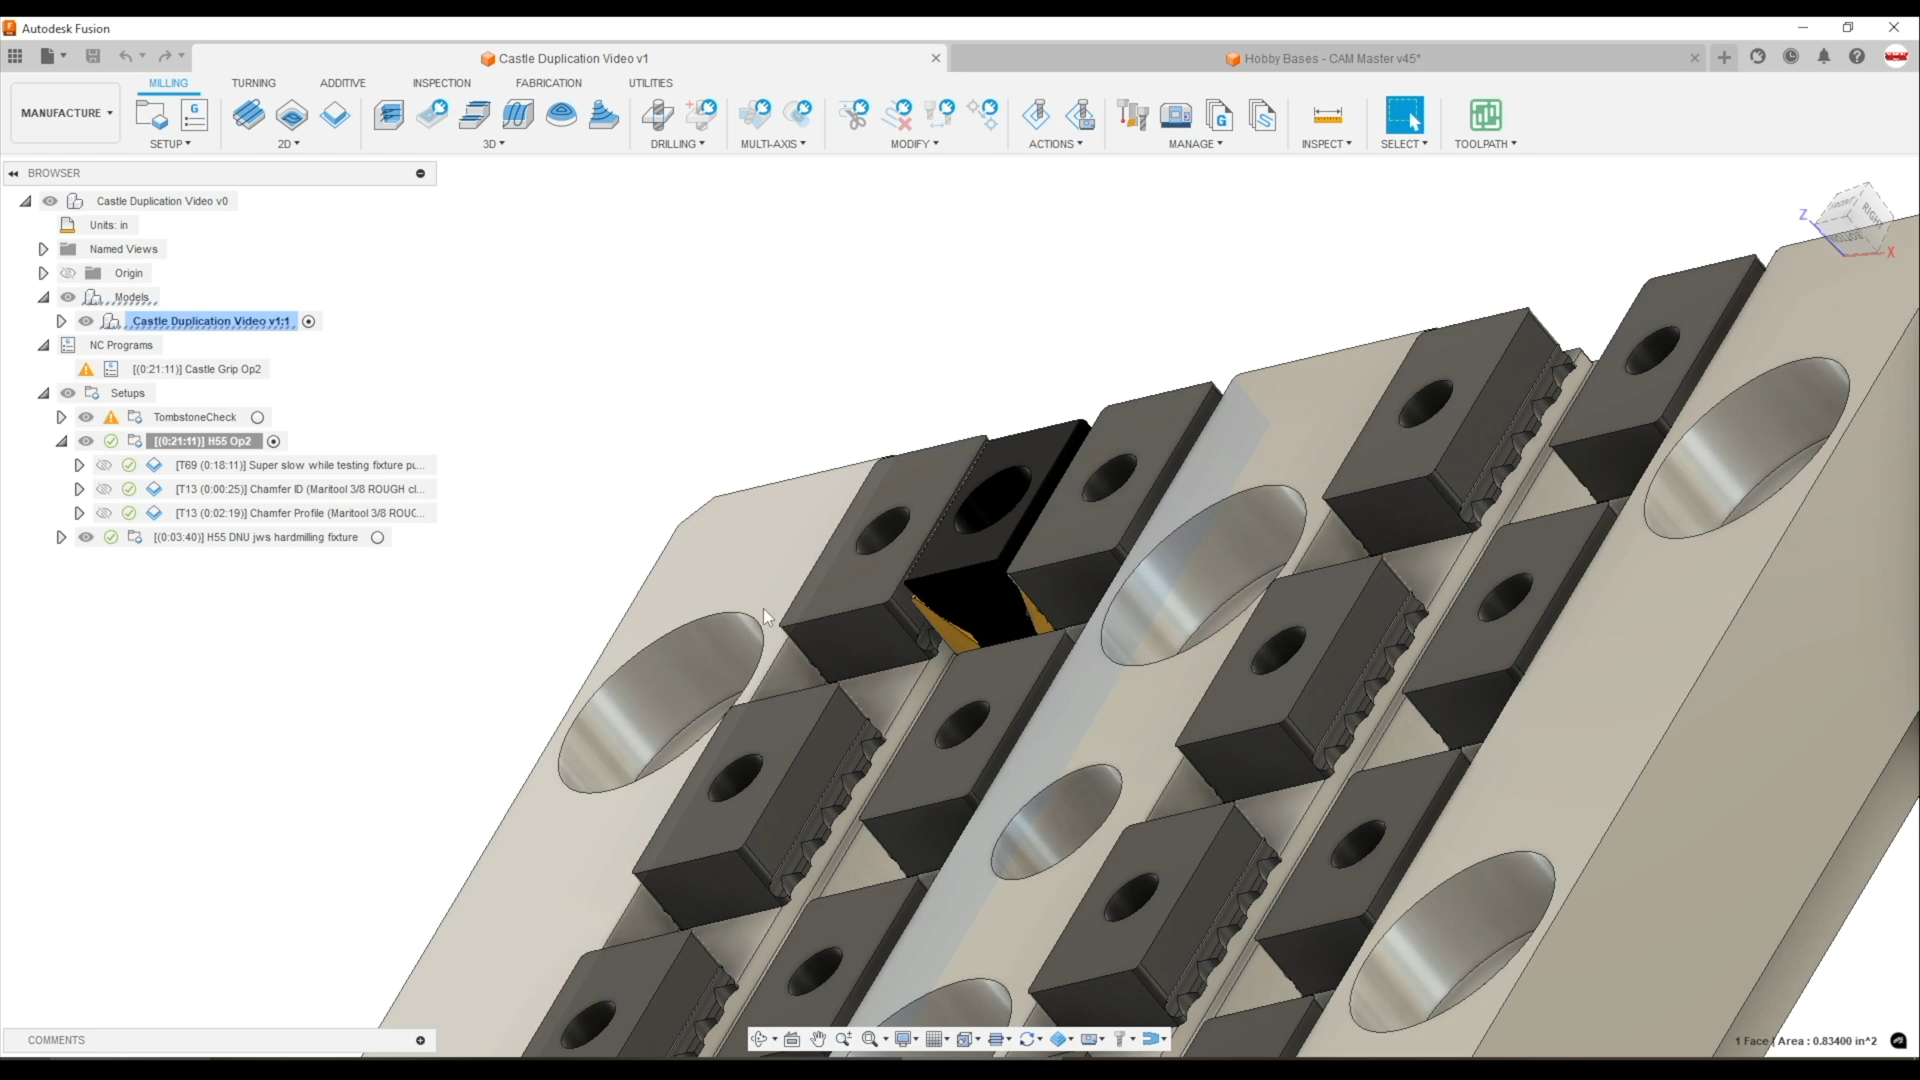 Autodesk Fusion
Castle Duplication Video v1
Hobby Bases - CAM Master v45*
MILLING TURNING ADDITIVE INSPECTION FABRICATION UTILITIES
MANUFACTURE
SETUP 2D 3D DRILLING MULTI-AXIS MODIFY ACTIONS MANAGE INSPECT SELECT TOOLPATH
BROWSER
Castle Duplication Video v0
Units: in
Named Views
Origin
Models
Castle Duplication Video v1:1
NC Programs
[(0:21:11)] Castle Grip Op2
Setups
TombstoneCheck
[(0:21:11)] H55 Op2
[T69 (0:18:11)] Super slow while testing fixture pu...
[T13 (0:00:25)] Chamfer ID (Maritool 3/8 ROUGH cl...
[T13 (0:02:19)] Chamfer Profile (Maritool 3/8 ROUG...
[(0:03:40)] H55 DNU jws hardmilling fixture
Z
RIGHT
BOTTOM
X
COMMENTS
1 Face | Area : 0.83400 in^2